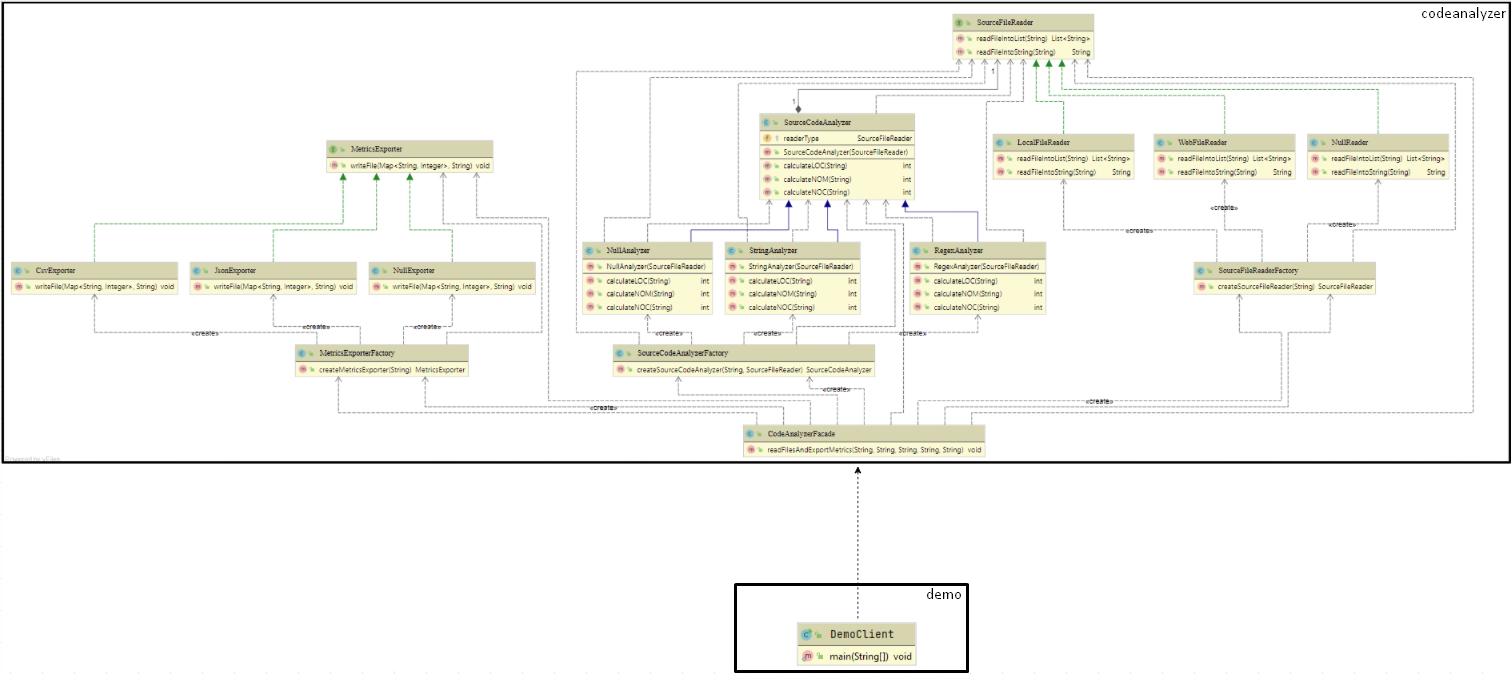 codeanalyzer
SourceFileReader
readFileIntoList(String) List<String>
readFileIntoString(String) String
1
1
SourceCodeAnalyzer
readerType SourceFileReader
SourceCodeAnalyzer(SourceFileReader)
calculateLOC(String) int
calculateNOM(String) int
calculateNOC(String) int
LocalFileReader
readFileIntoList(String) List<String>
readFileIntoString(String) String
WebFileReader
readFileIntoList(String) List<String>
readFileIntoString(String) String
NullReader
readFileIntoList(String) List<String>
readFileIntoString(String) String
MetricsExporter
writeFile(Map<String, Integer>, String) void
«create»
«create»
«create»
CsvExporter
writeFile(Map<String, Integer>, String) void
JsonExporter
writeFile(Map<String, Integer>, String) void
NullExporter
writeFile(Map<String, Integer>, String) void
NullAnalyzer
NullAnalyzer(SourceFileReader)
calculateLOC(String) int
calculateNOM(String) int
calculateNOC(String) int
StringAnalyzer
StringAnalyzer(SourceFileReader)
calculateLOC(String) int
calculateNOM(String) int
calculateNOC(String) int
RegexAnalyzer
RegexAnalyzer(SourceFileReader)
calculateLOC(String) int
calculateNOM(String) int
calculateNOC(String) int
SourceFileReaderFactory
createSourceFileReader(String) SourceFileReader
«create»
«create»
«create»
«create»
«create»
«create»
MetricsExporterFactory
createMetricsExporter(String) MetricsExporter
SourceCodeAnalyzerFactory
createSourceCodeAnalyzer(String, SourceFileReader) SourceCodeAnalyzer
«create»
«create»
«create»
CodeAnalyzerFacade
readFilesAndExportMetrics(String, String, String, String, String) void
Powered by yFiles
demo
DemoClient
main(String[]) void